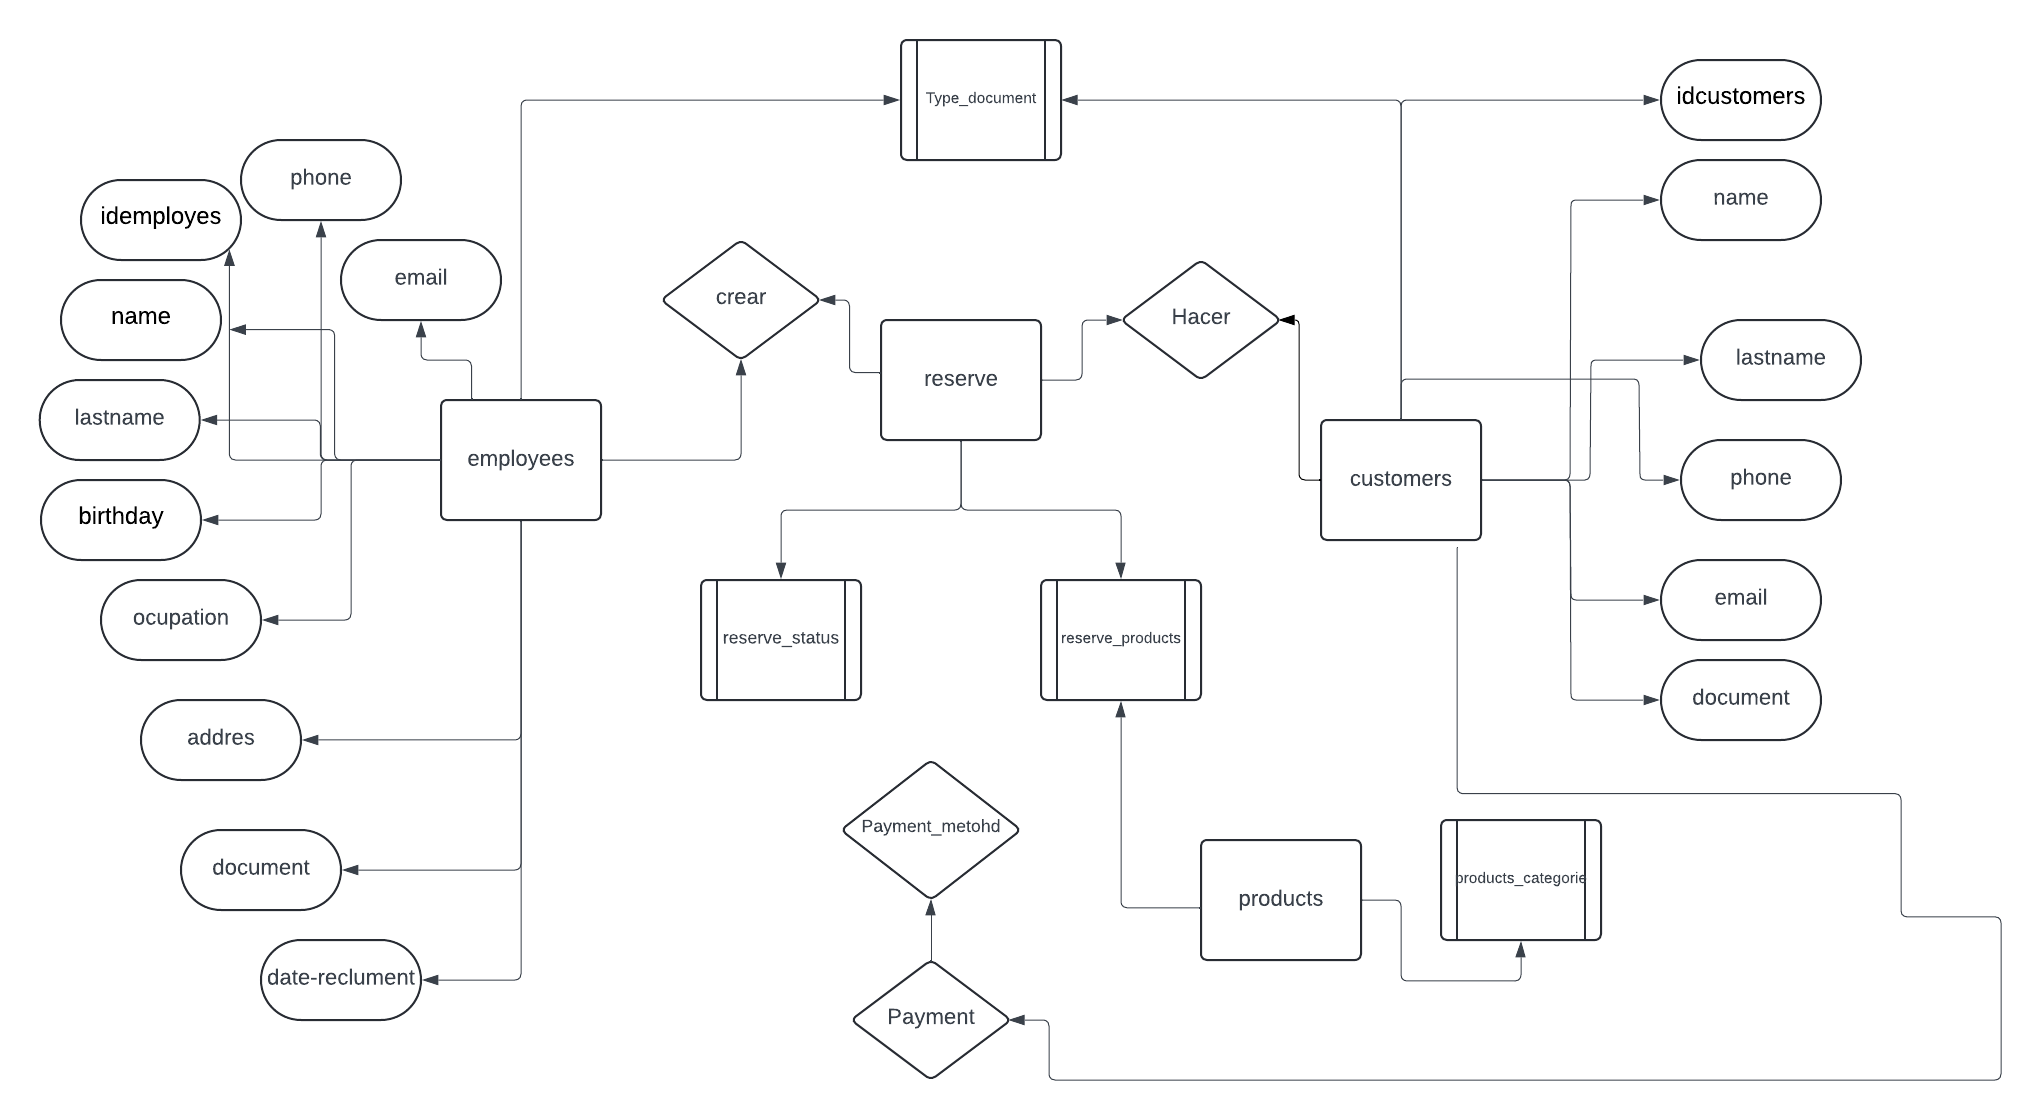 Type_document
idcustomers
phone
name
idemployes
email
crear
Hacer
name
lastname
reserve
lastname
employees
customers
phone
birthday
ocupation
reserve_status
reserve_products
email
addres
document
Payment_metohd
document
products
products_categorie
date-reclument
Payment